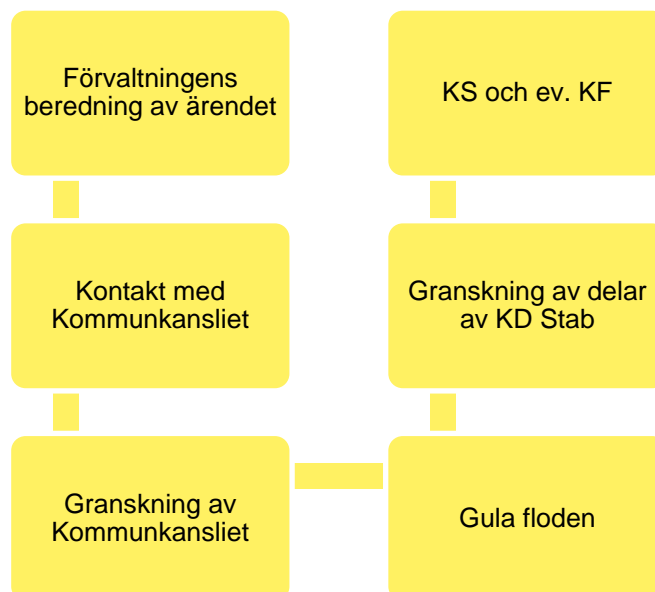 Förvaltningens
beredning av ärendet
Kontakt med
Kommunkansliet
Granskning av
Kommunkansliet
Gula floden
Granskning av delar
av KD Stab
KS och ev. KF